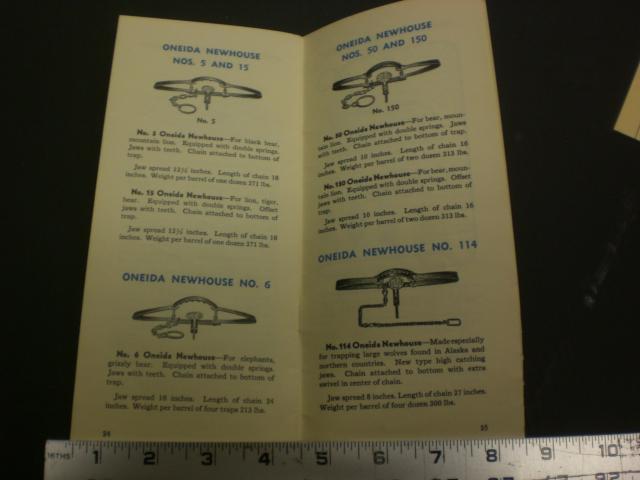 ONEIDA NEWHOUSE
NOS. 5 AND 15
No. 5
No. 5 Oneida Newhouse—For black bear,
mountain lion. Equipped with double springs.
Jaws with teeth. Chain attached to bottom of
trap.
Jaw spread 12½ inches. Length of chain 18
inches. Weight per barrel of one dozen 271 lbs.
No. 15 Oneida Newhouse—For lion, tiger,
bear. Equipped with double springs. Offset
jaws with teeth. Chain attached to bottom of
trap.
Jaw spread 12½ inches. Length of chain 18
inches. Weight per barrel of one dozen 271 lbs.
ONEIDA NEWHOUSE NO. 6
No. 6 Oneida Newhouse—For elephants,
grizzly bear. Equipped with double springs.
Jaws with teeth. Chain attached to bottom of
trap.
Jaw spread 16 inches. Length of chain 24
inches. Weight per barrel of four traps 213 lbs.
24
ONEIDA NEWHOUSE
NOS. 50 AND 150
No. 150
No. 50 Oneida Newhouse—For bear, moun-
tain lion. Equipped with double springs. Jaws
with teeth. Chain attached to bottom of trap.
Jaw spread 10 inches. Length of chain 16
inches. Weight per barrel of two dozen 313 lbs.
No. 150 Oneida Newhouse—For bear, moun-
tain lion. Equipped with double springs. Offset
jaws with teeth. Chain attached to bottom of
trap.
Jaw spread 10 inches. Length of chain 16
inches. Weight per barrel of two dozen 313 lbs.
ONEIDA NEWHOUSE NO. 114
No. 114 Oneida Newhouse—Made especially
for trapping large wolves found in Alaska and
northern countries. New type high catching
jaws. Chain attached to bottom with extra
swivel in center of chain.
Jaw spread 8 inches. Length of chain 27 inches.
Weight per barrel of four dozen 300 lbs.
25
16THS 1 2 3 4 5 6 7 8 9 10